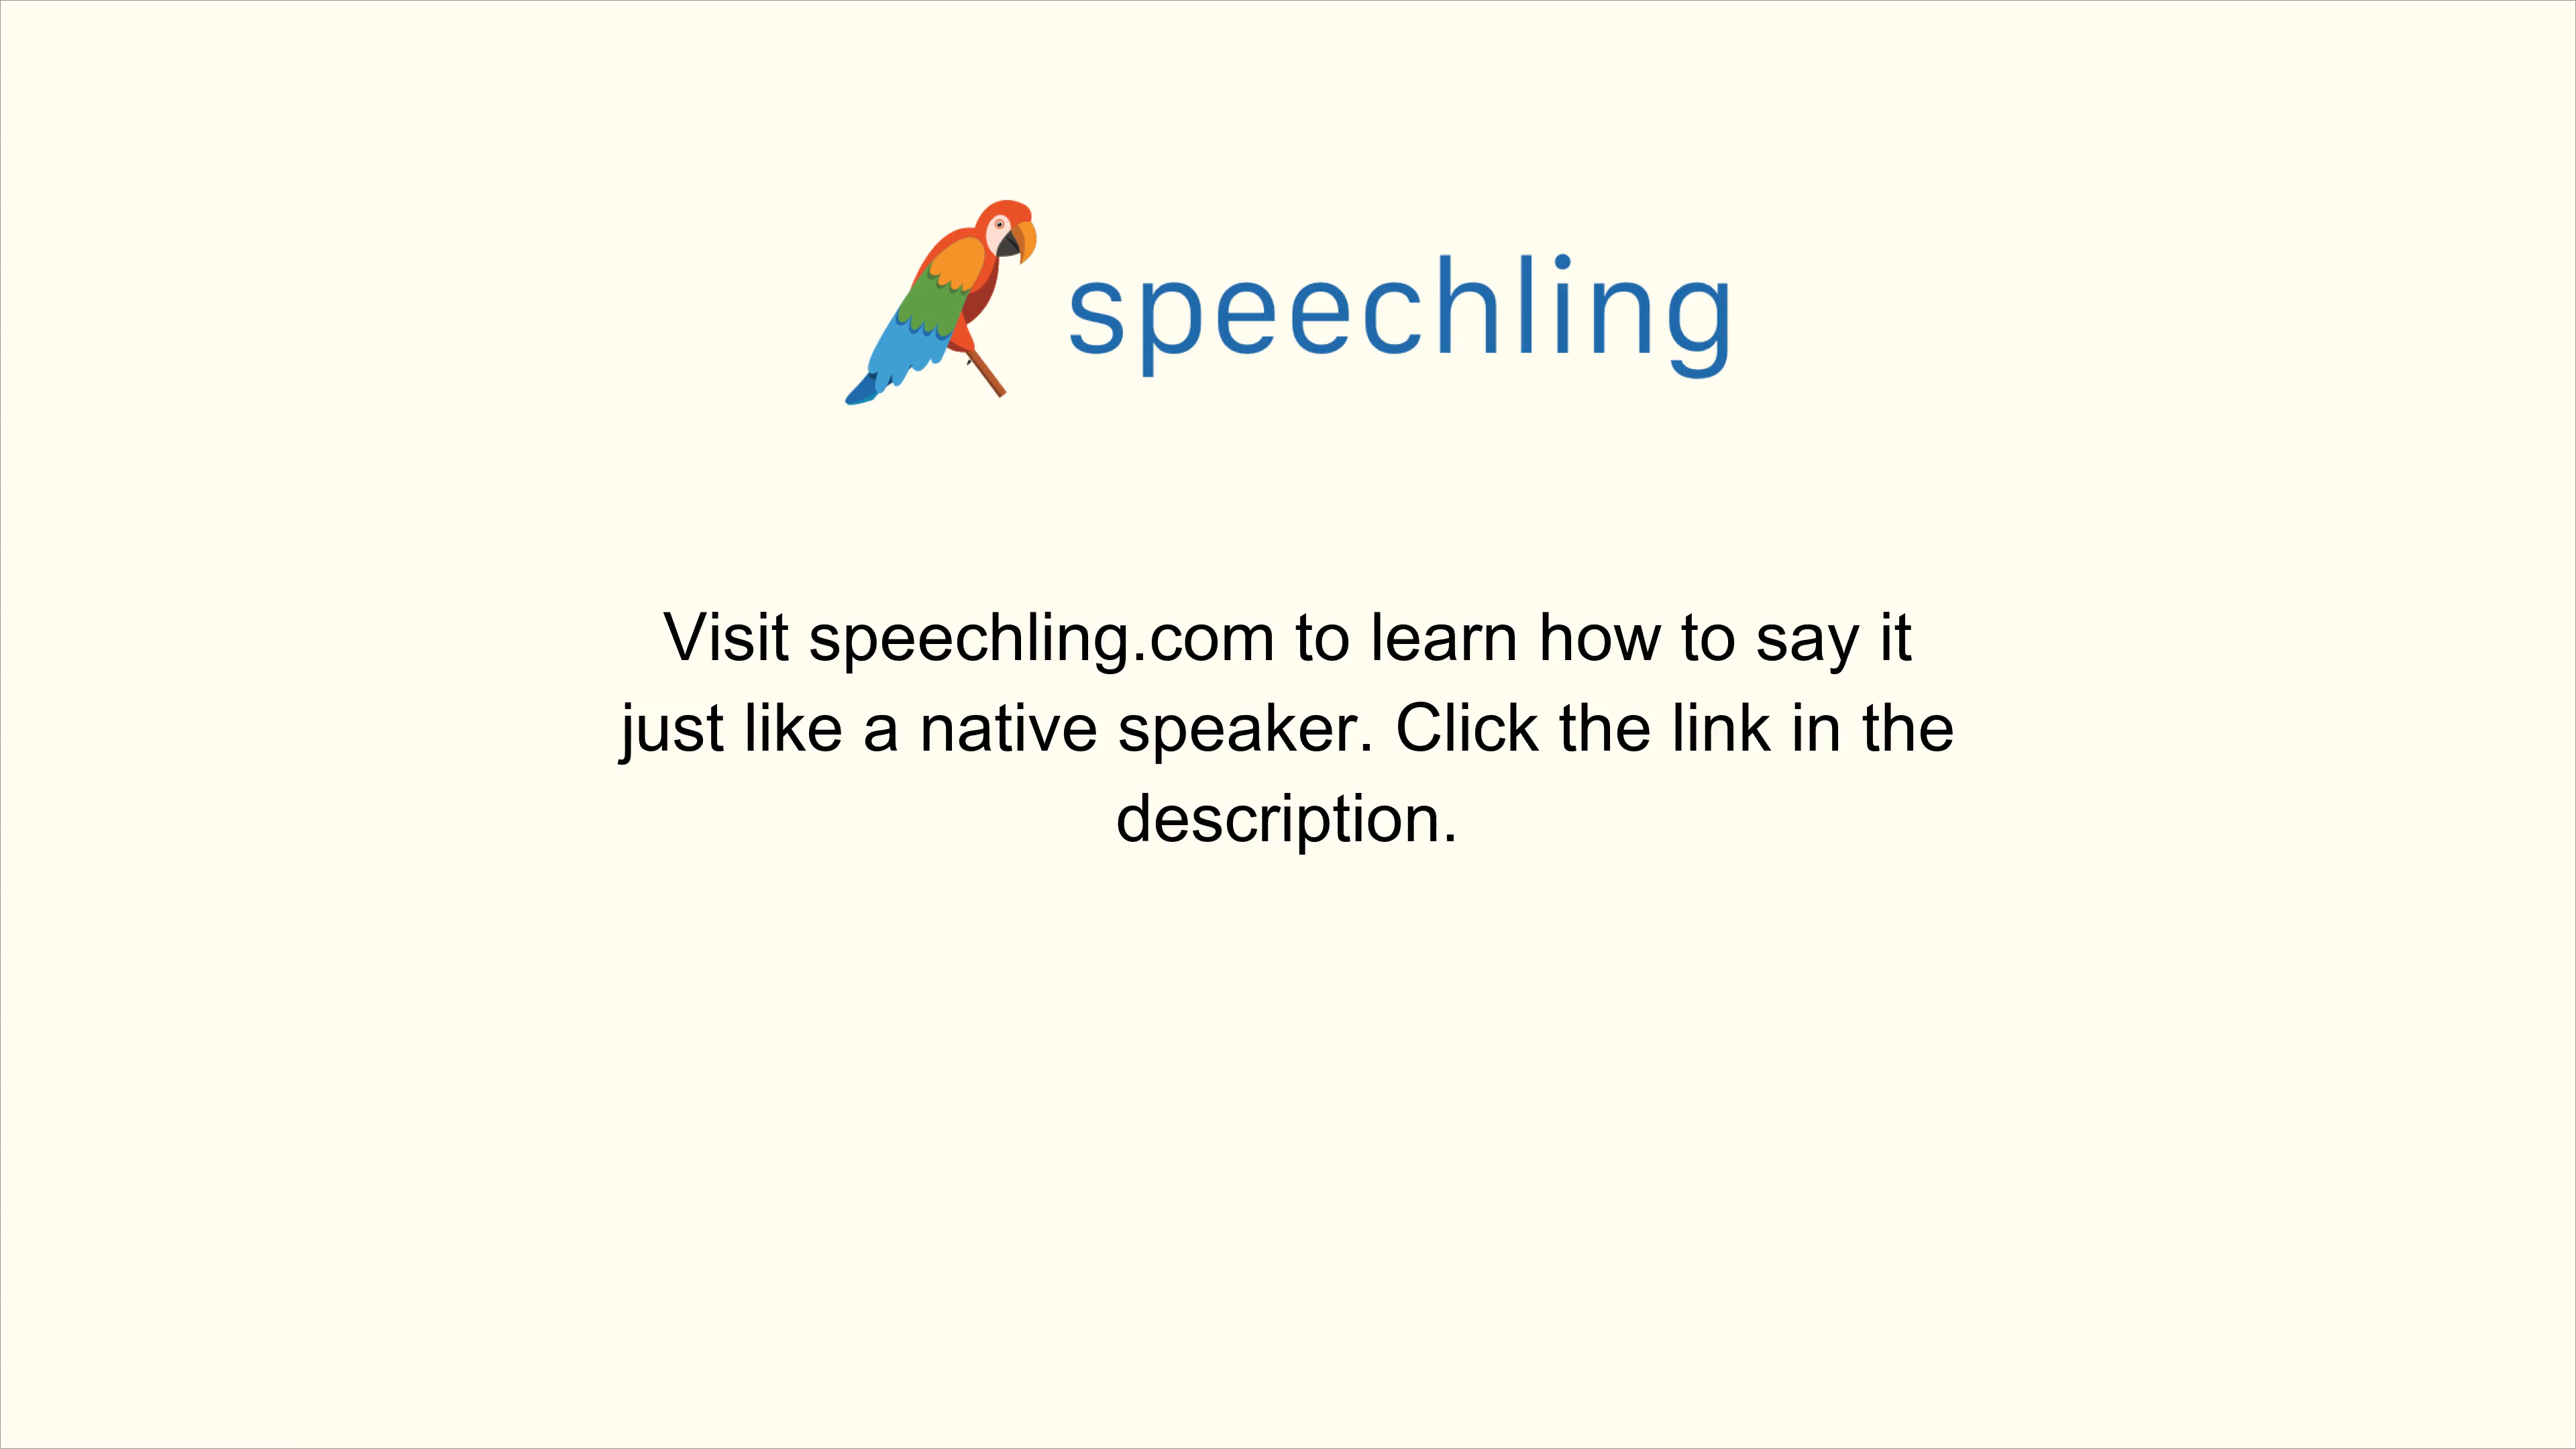 speechling
Visit speechling.com to learn how to say it
just like a native speaker. Click the link in the
description.